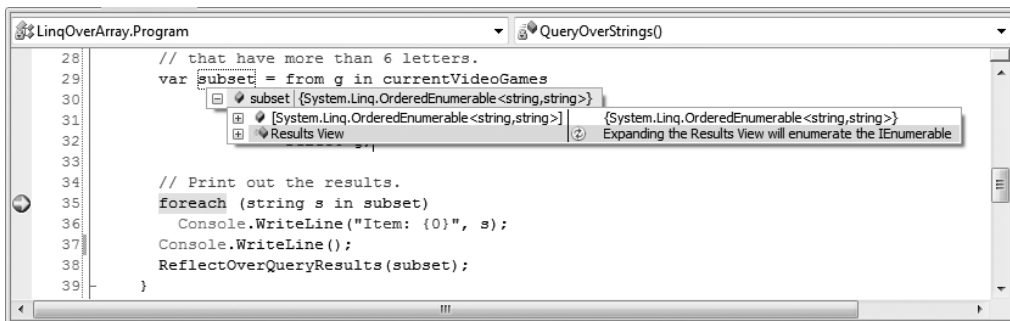 LinqOverArray.Program QueryOverStrings()
28 // that have more than 6 letters.
29 var subset = from g in currentVideoGames
30 subset {System.Linq.OrderedEnumerable<string,string>}
31 [System.Linq.OrderedEnumerable<string,string>] {System.Linq.OrderedEnumerable<string,string>}
32 Results View Expanding the Results View will enumerate the IEnumerable
33
34 // Print out the results.
35 foreach (string s in subset)
36 Console.WriteLine("Item: {0}", s);
37 Console.WriteLine();
38 ReflectOverQueryResults(subset);
39 }